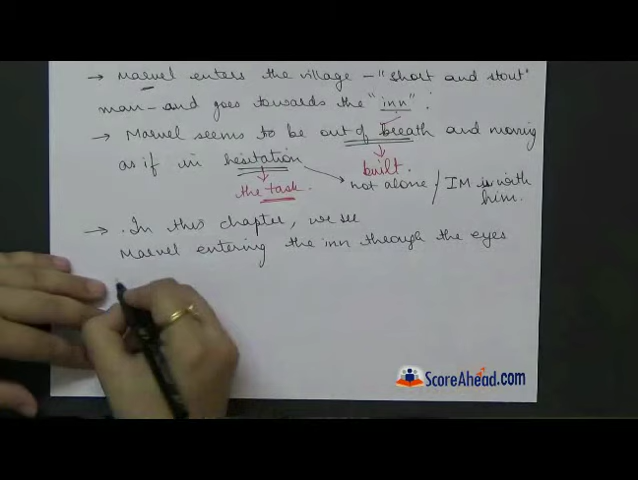 → Marvel enters the village - "short and stout"
man - and goes towards the "inn".
→ Marvel seems to be out of breath and moving
as if in hesitation
built.
the task.
not alone / IM is with
him.
→ . In this chapter, we see
Marvel entering the inn through the eyes
ScoreAhead.com